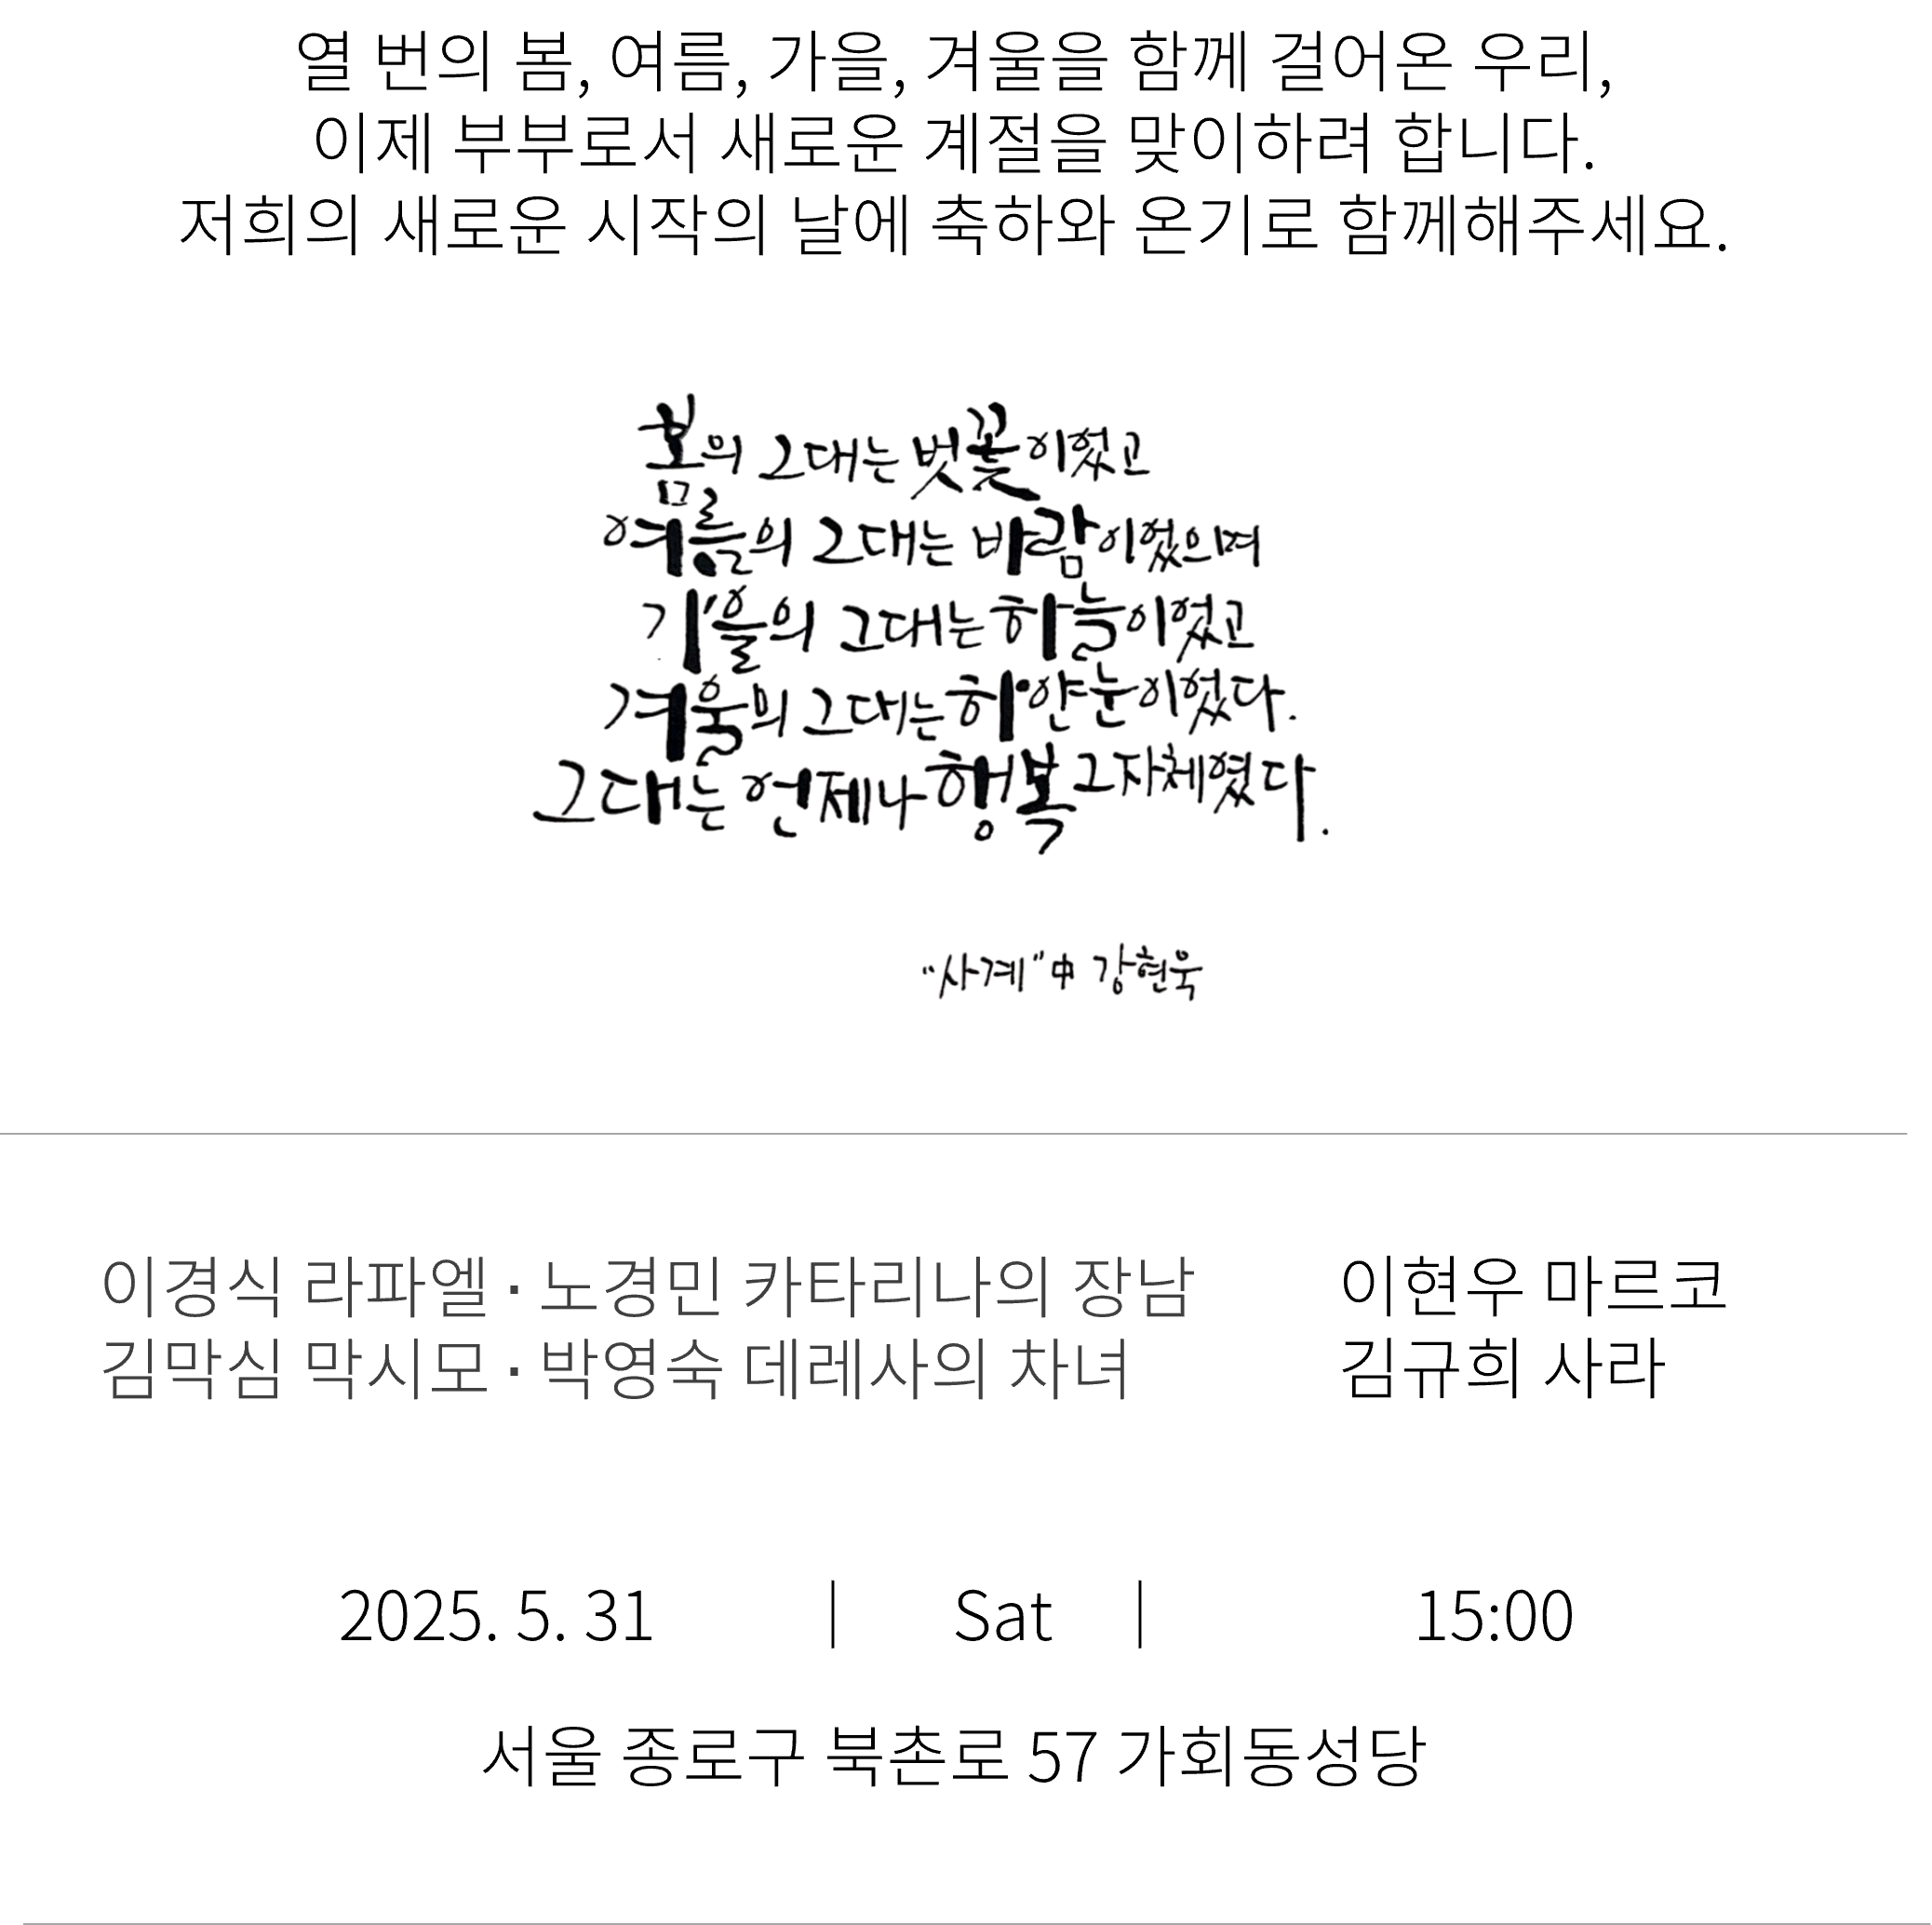 열 번의 봄, 여름, 가을, 겨울을 함께 걸어온 우리,
이제 부부로서 새로운 계절을 맞이하려 합니다.
저희의 새로운 시작의 날에 축하와 온기로 함께해주세요.
봄의 그대는 벚꽃이었고
여름의 그대는 바람이었으며
가을의 그대는 하늘이었고
겨울의 그대는 하얀눈이었다.
그대는 언제나 행복 그자체였다.
"사계"中 강현욱
이경식 라파엘 · 노경민 카타리나의 장남 이현우 마르코
김막심 막시모 · 박영숙 데레사의 차녀 김규희 사라
2025. 5. 31 | Sat | 15:00
서울 종로구 북촌로 57 가회동성당